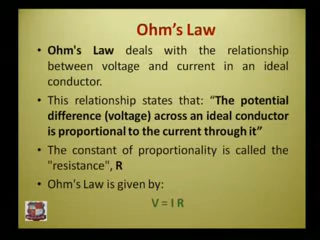 Ohm's Law
• Ohm's Law deals with the relationship
between voltage and current in an ideal
conductor.
• This relationship states that: “The potential
difference (voltage) across an ideal conductor
is proportional to the current through it”
• The constant of proportionality is called the
"resistance", R
• Ohm's Law is given by:
V = I R